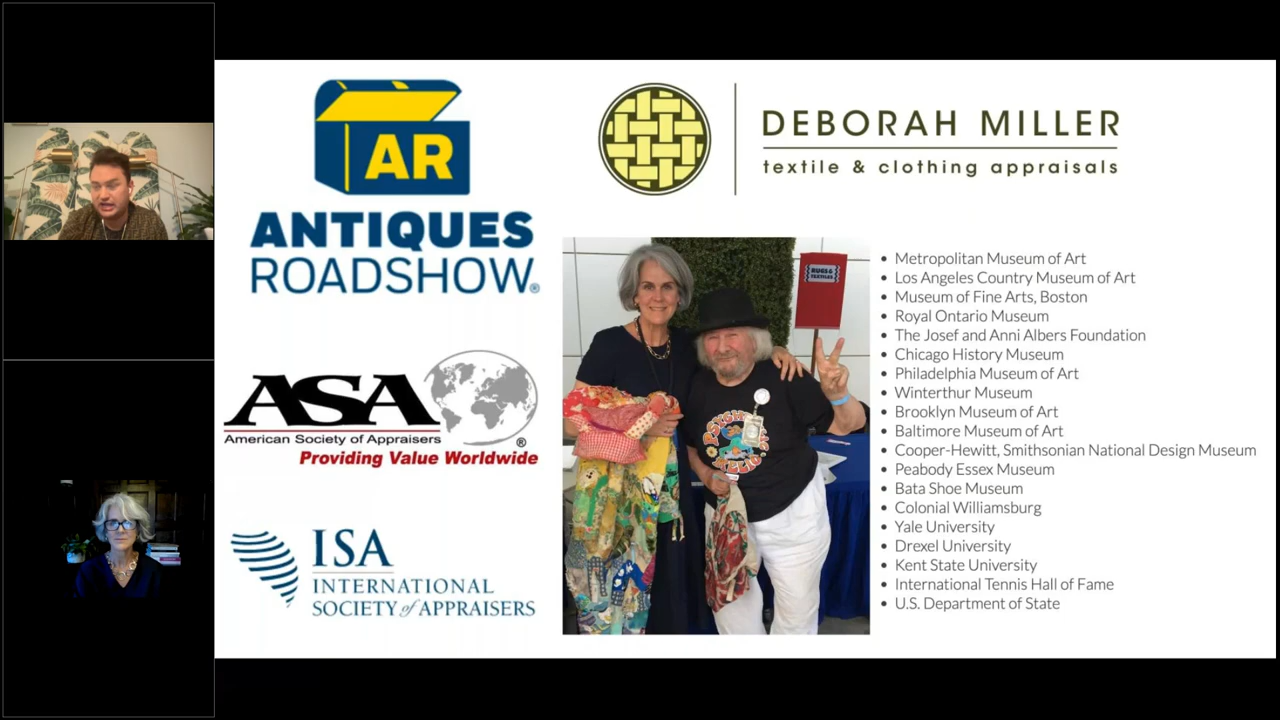 AR
ANTIQUES
ROADSHOW®
ASA
American Society of Appraisers
®
Providing Value Worldwide
ISA
INTERNATIONAL
SOCIETY of APPRAISERS
DEBORAH MILLER
textile & clothing appraisals
RUGS &
TEXTILES
• Metropolitan Museum of Art
• Los Angeles Country Museum of Art
• Museum of Fine Arts, Boston
• Royal Ontario Museum
• The Josef and Anni Albers Foundation
• Chicago History Museum
• Philadelphia Museum of Art
• Winterthur Museum
• Brooklyn Museum of Art
• Baltimore Museum of Art
• Cooper-Hewitt, Smithsonian National Design Museum
• Peabody Essex Museum
• Bata Shoe Museum
• Colonial Williamsburg
• Yale University
• Drexel University
• Kent State University
• International Tennis Hall of Fame
• U.S. Department of State